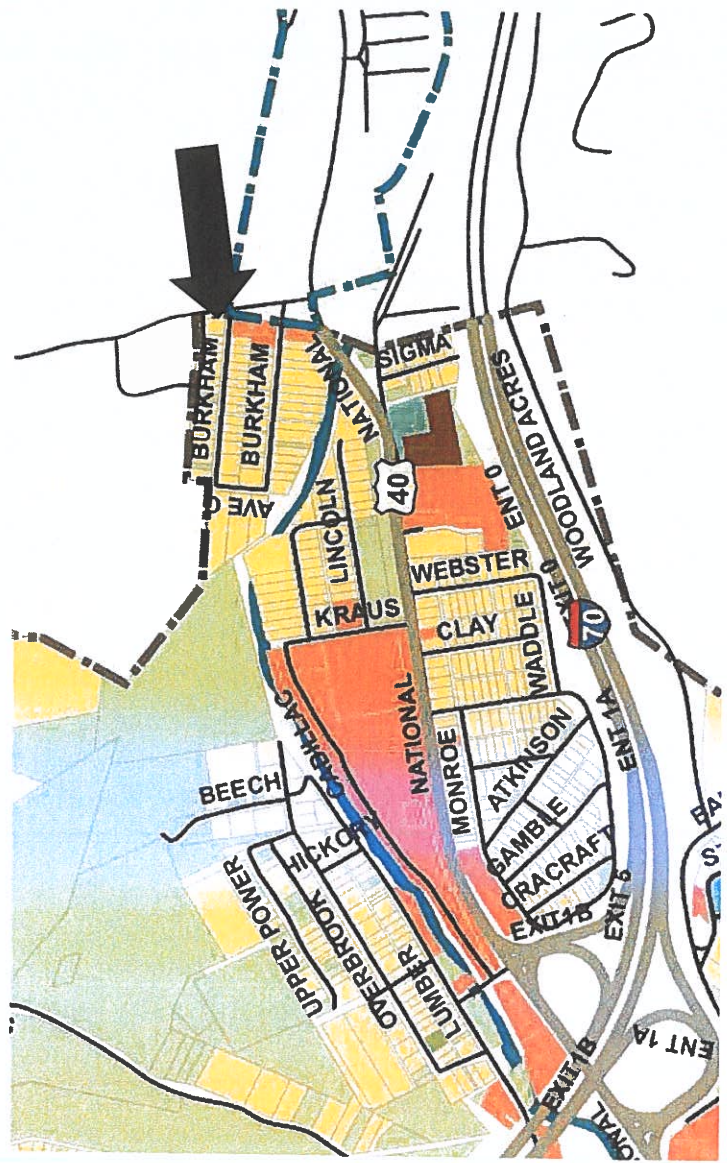 BURKHAM
BURKHAM
NATIONAL
SIGMA
WOODLAND ACRES
40
ENT 0
AVE
LINCOLN
WEBSTER
EXIT 0
70
KRAUS
CLAY
WADDLE
CADILLAC
NATIONAL
MONROE
ATKINSON
ENT 1A
BEECH
HICKORY
GAMBLE
CRACRAFT
EXIT 5
UPPER POWER
OVERBROOK
LUMBER
EXIT 1B
EXIT 1B
ENT 1A
ONAL